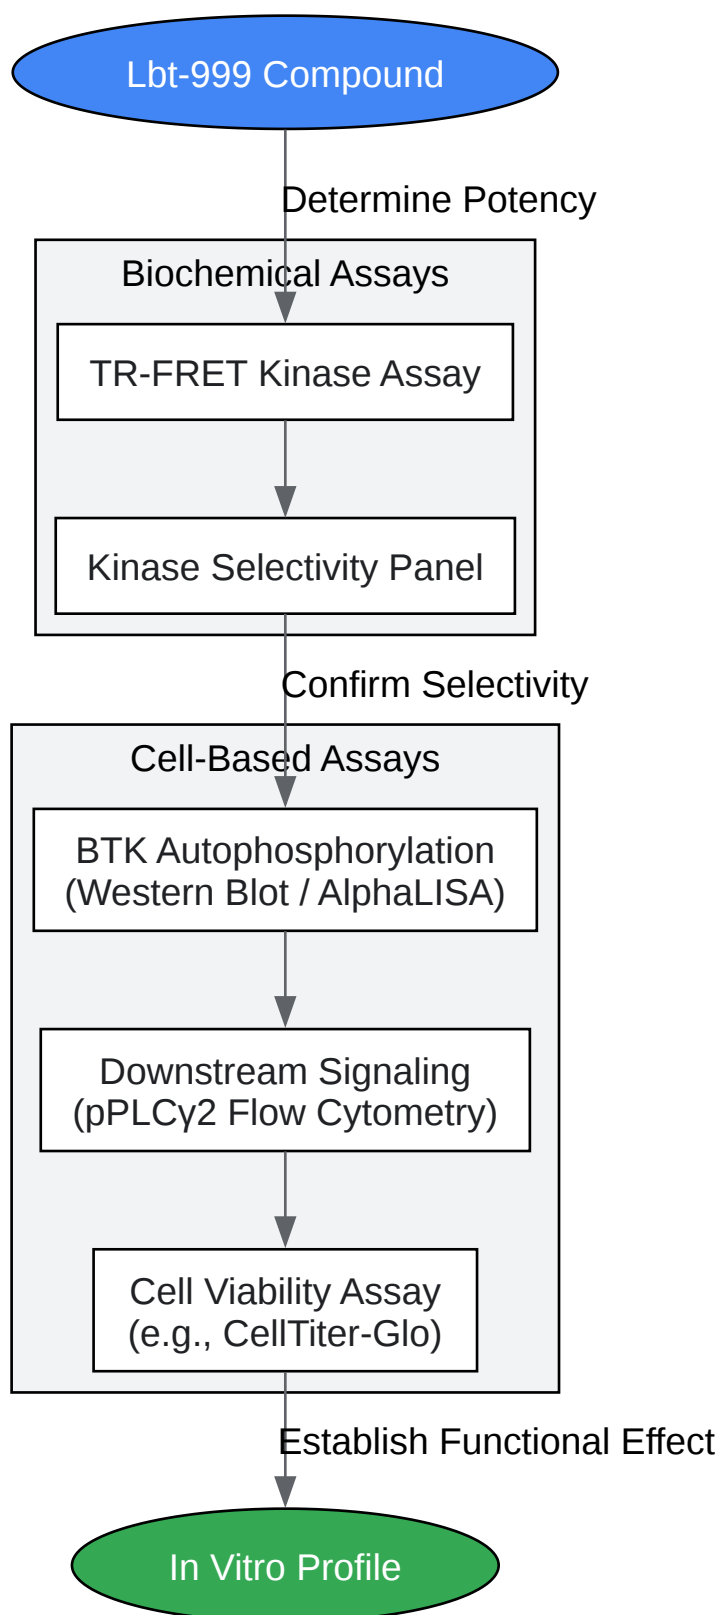 Lbt-999 Compound
Determine Potency
Biochemical Assays
TR-FRET Kinase Assay
Kinase Selectivity Panel
Confirm Selectivity
Cell-Based Assays
BTK Autophosphorylation
(Western Blot / AlphaLISA)
Downstream Signaling
(pPLCγ2 Flow Cytometry)
Cell Viability Assay
(e.g., CellTiter-Glo)
Establish Functional Effect
In Vitro Profile